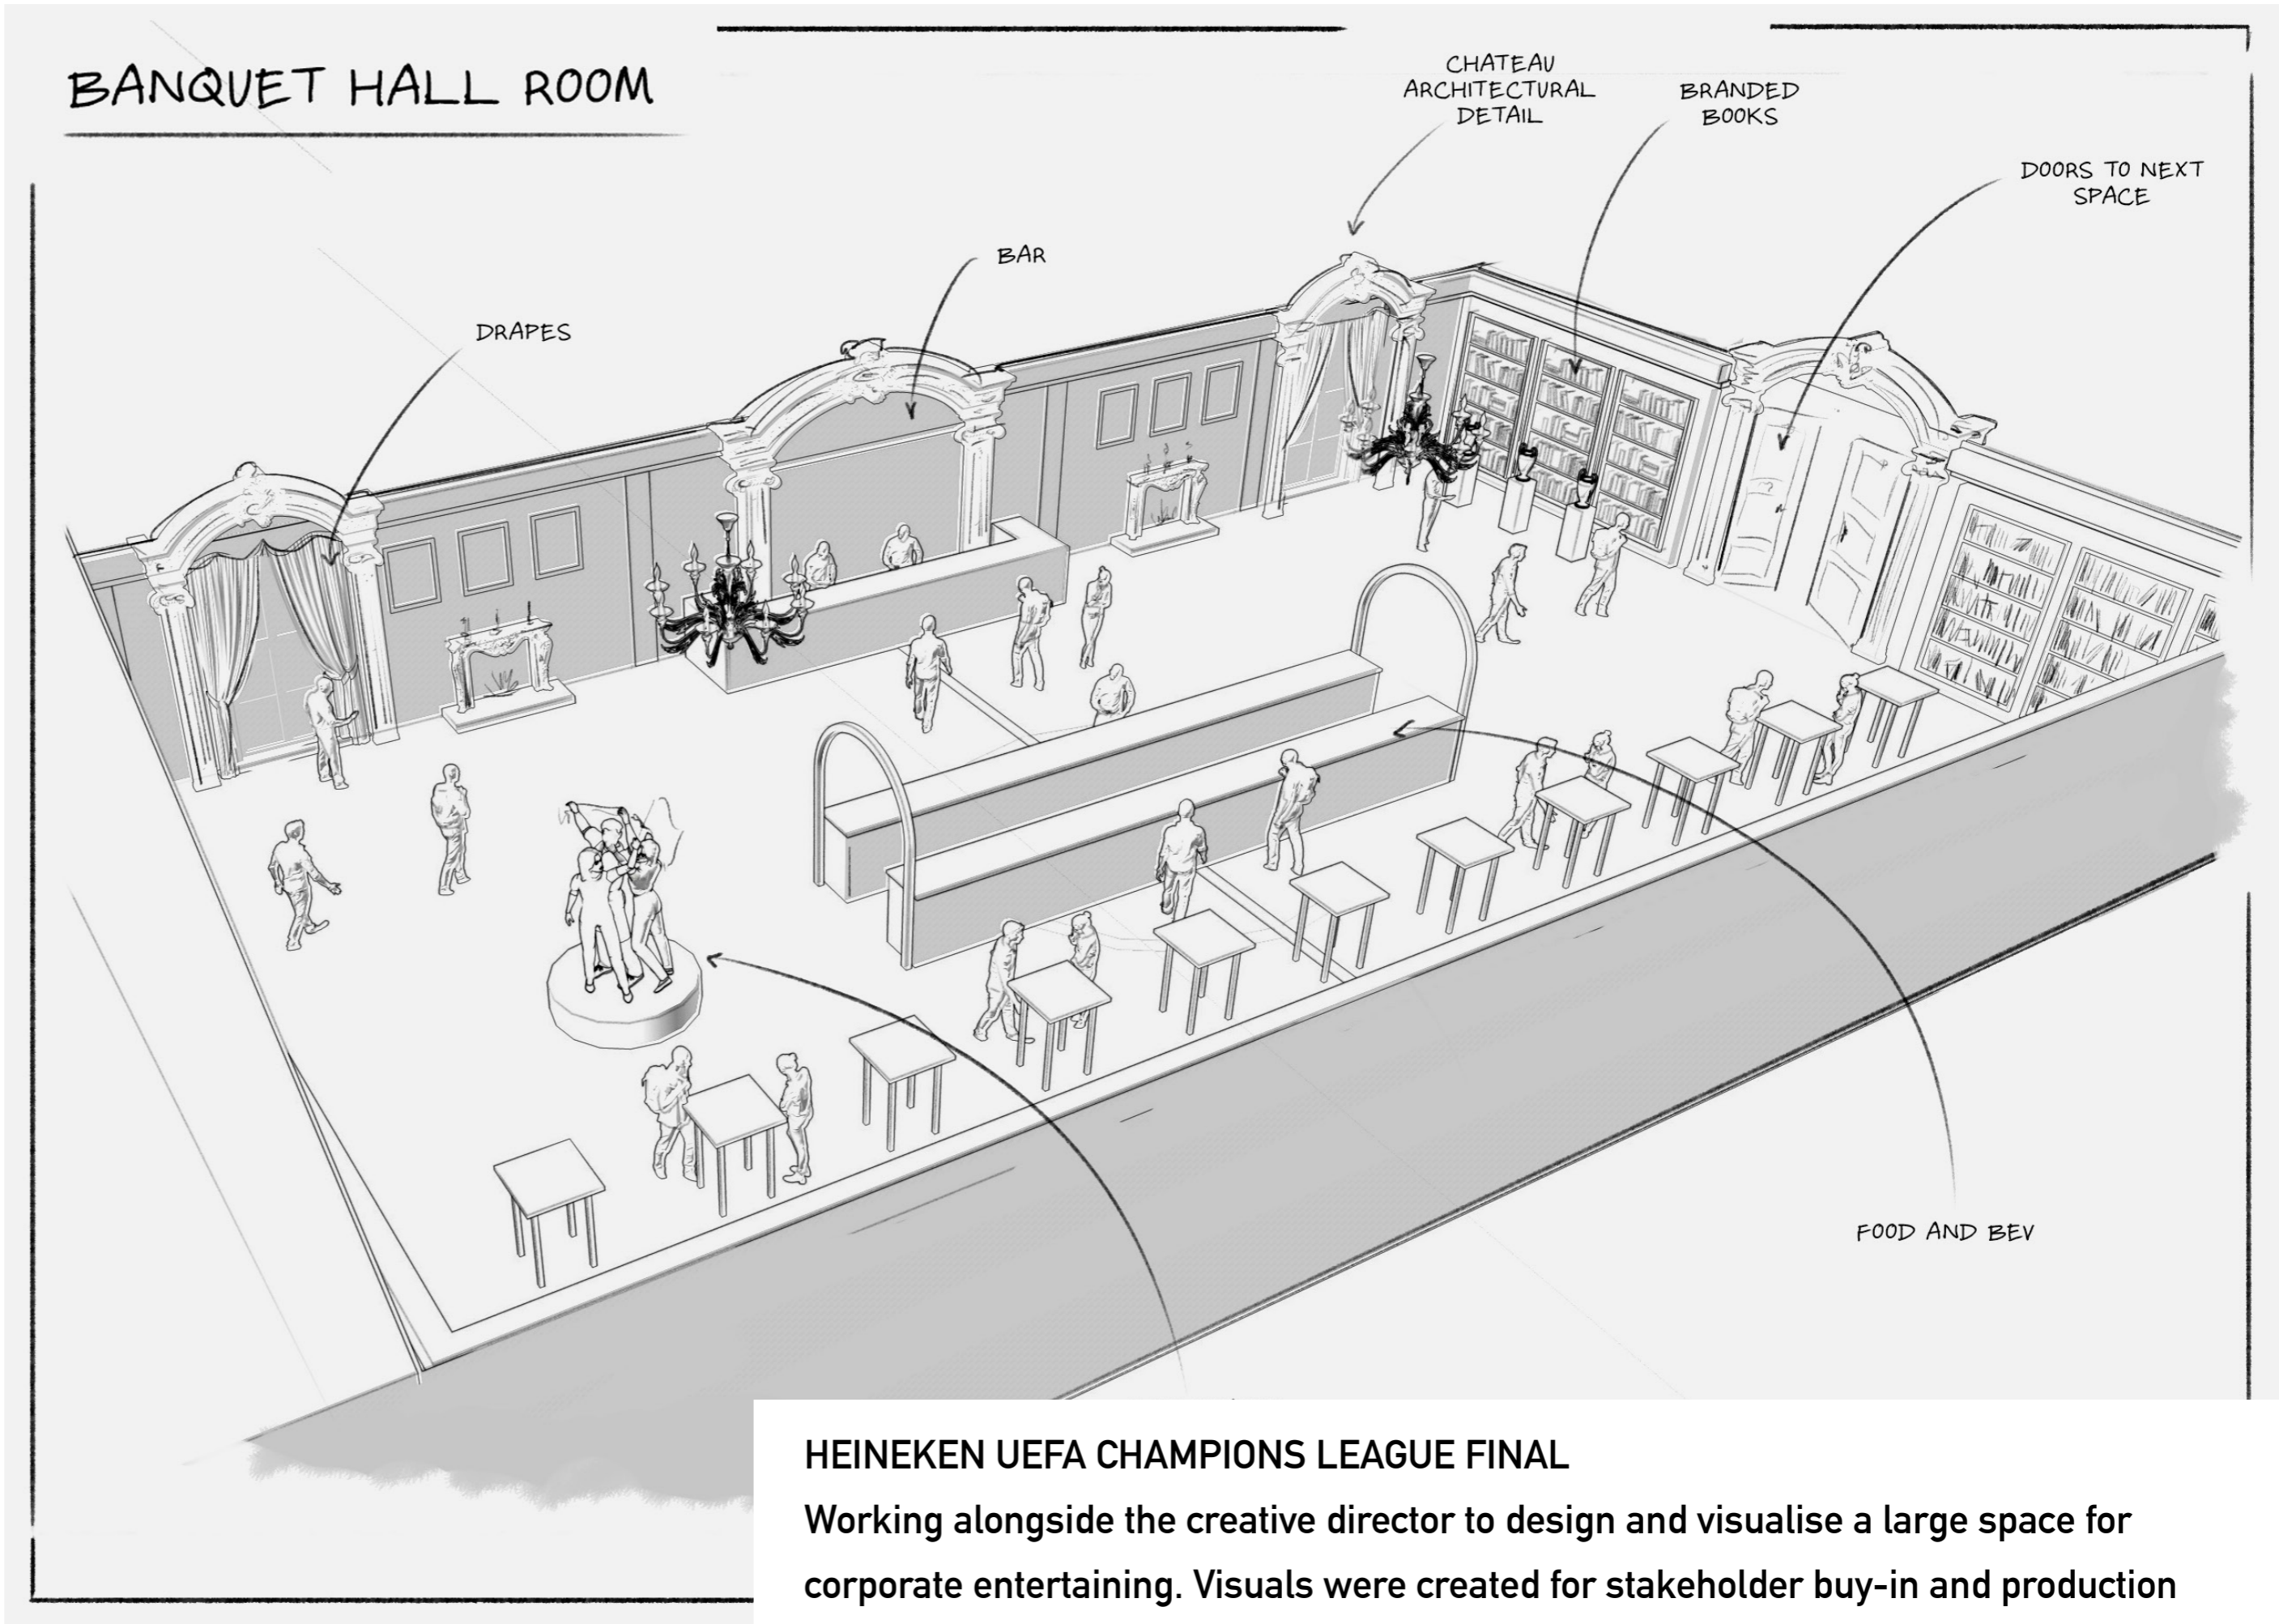 BANQUET HALL ROOM
CHATEAU
ARCHITECTURAL
DETAIL
BRANDED
BOOKS
DOORS TO NEXT
SPACE
BAR
DRAPES
FOOD AND BEV
HEINEKEN UEFA CHAMPIONS LEAGUE FINAL
Working alongside the creative director to design and visualise a large space for
corporate entertaining. Visuals were created for stakeholder buy-in and production